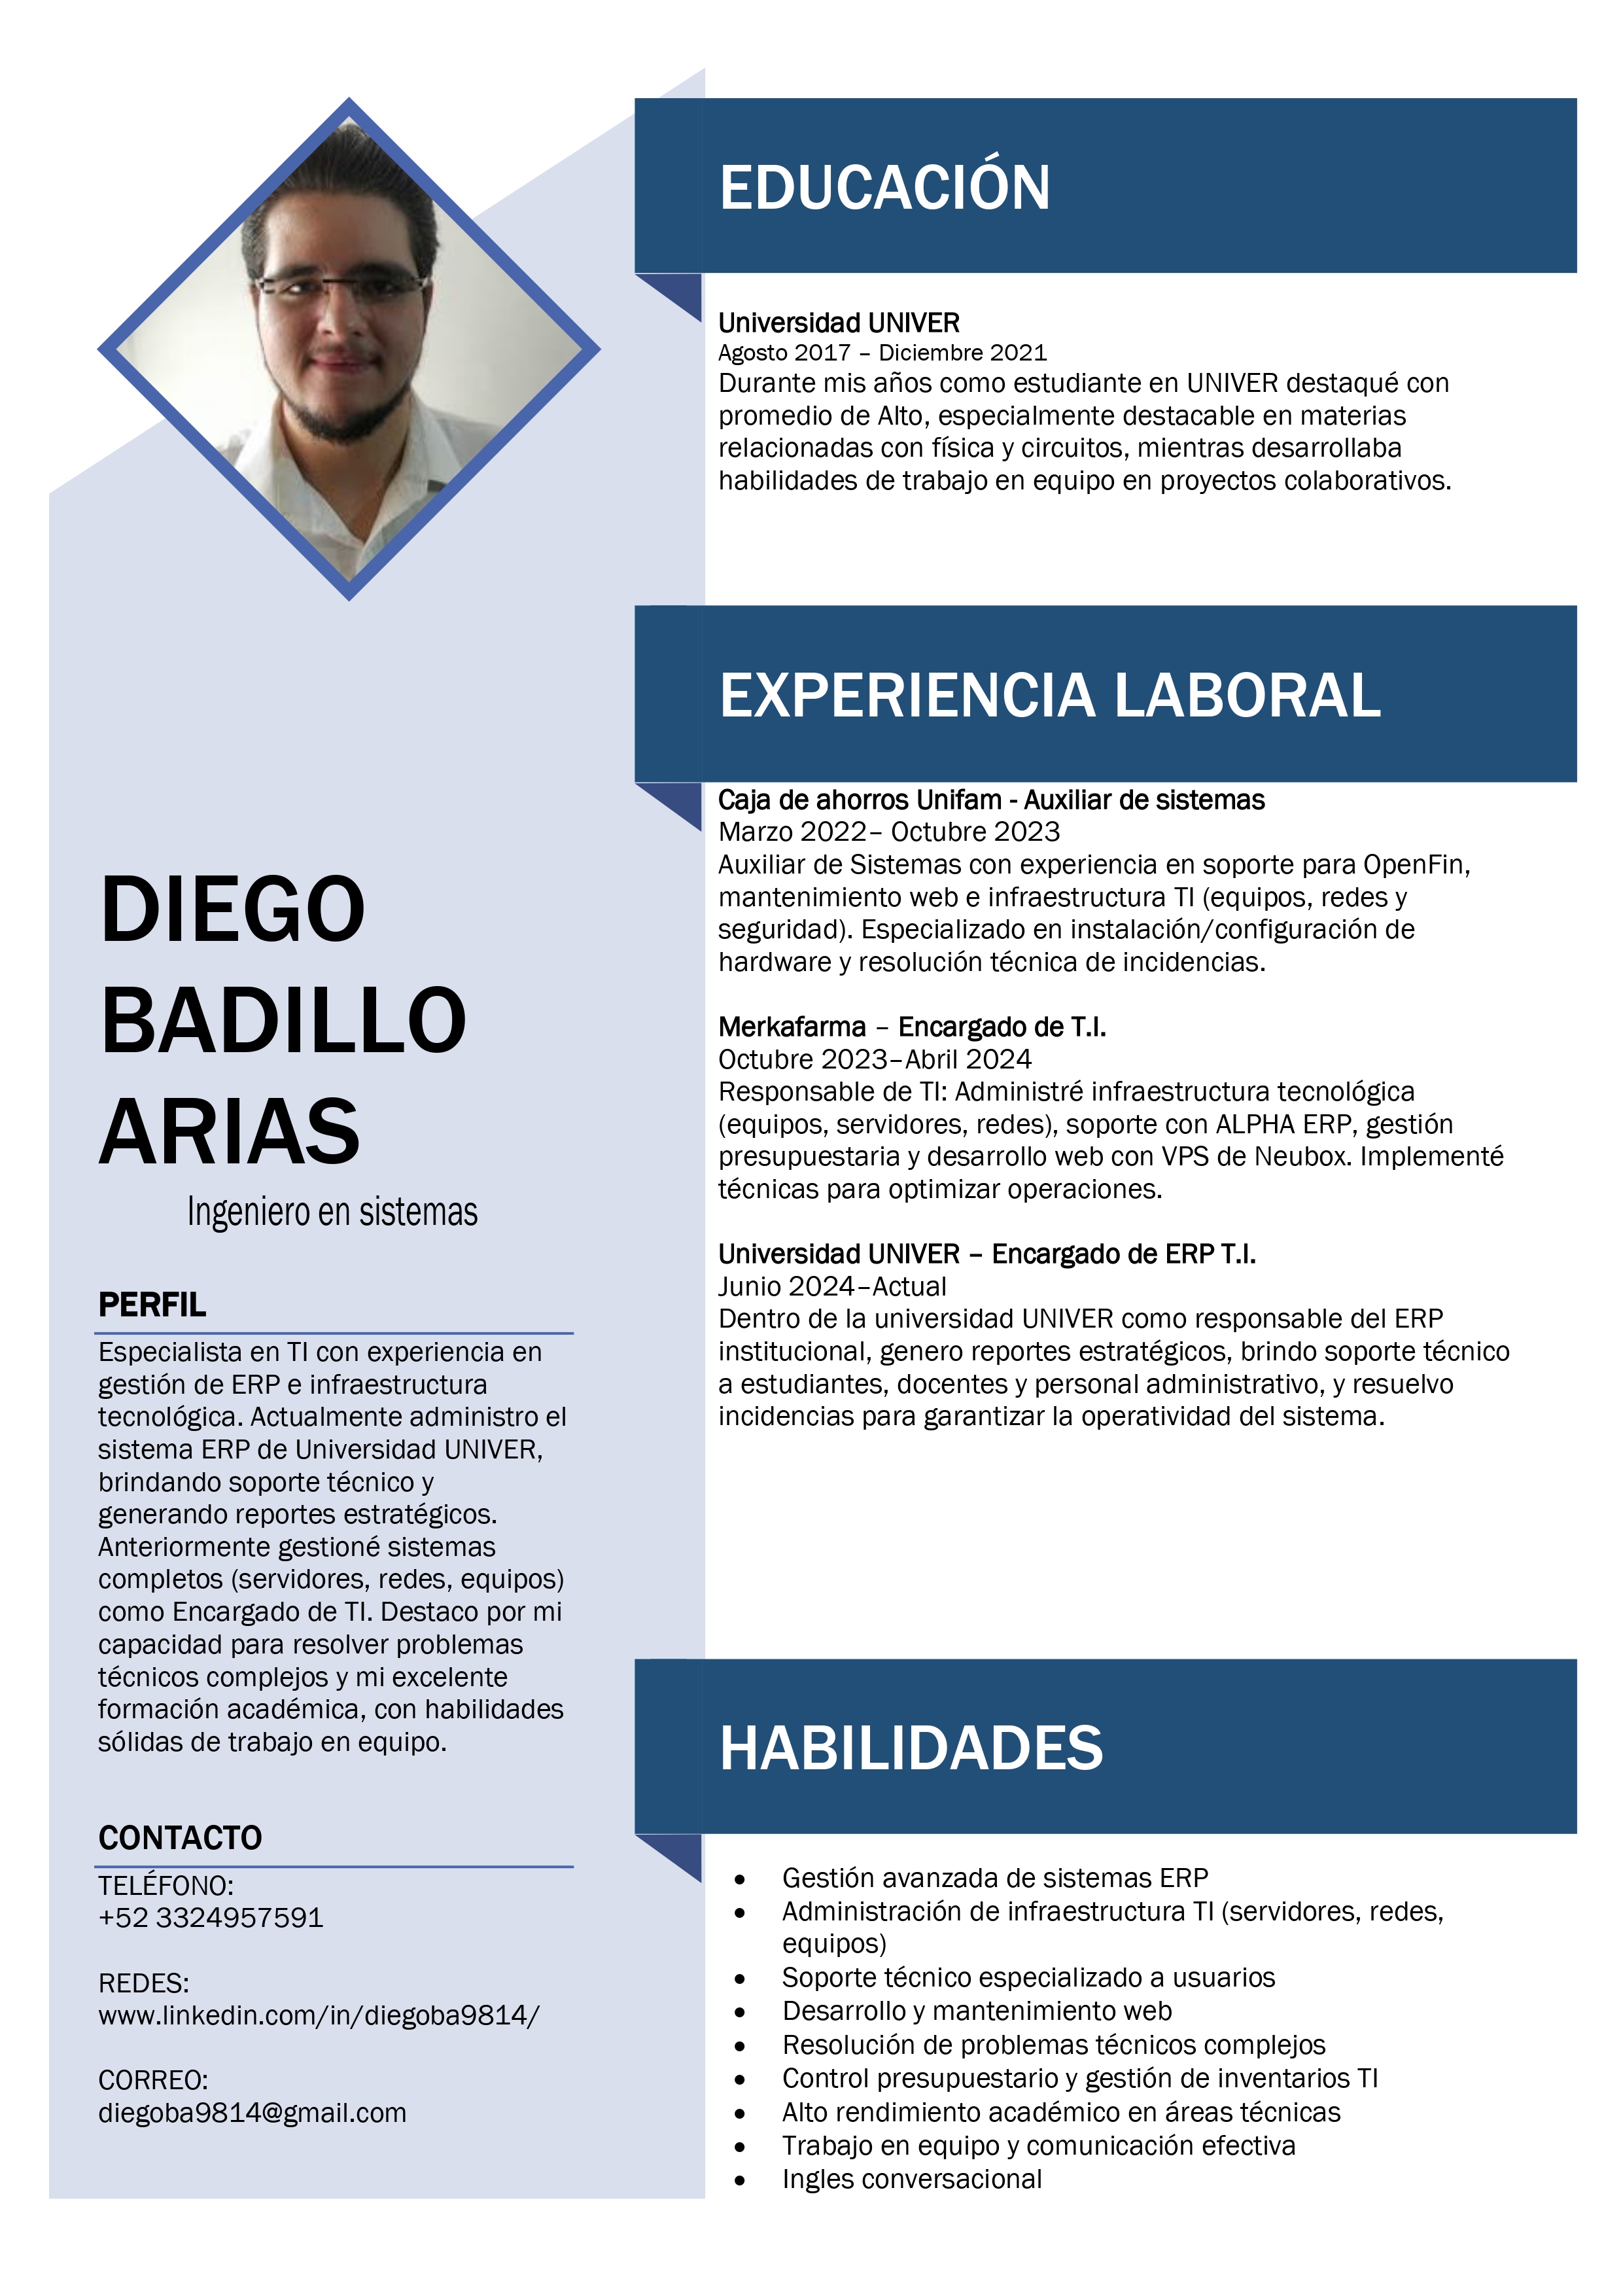 DIEGO
BADILLO
ARIAS
Ingeniero en sistemas
PERFIL
Especialista en TI con experiencia en
gestión de ERP e infraestructura
tecnológica. Actualmente administro el
sistema ERP de Universidad UNIVER,
brindando soporte técnico y
generando reportes estratégicos.
Anteriormente gestioné sistemas
completos (servidores, redes, equipos)
como Encargado de TI. Destaco por mi
capacidad para resolver problemas
técnicos complejos y mi excelente
formación académica, con habilidades
sólidas de trabajo en equipo.
CONTACTO
TELÉFONO:
+52 3324957591
REDES:
www.linkedin.com/in/diegoba9814/
CORREO:
diegoba9814@gmail.com
EDUCACIÓN
Universidad UNIVER
Agosto 2017 – Diciembre 2021
Durante mis años como estudiante en UNIVER destaqué con
promedio de Alto, especialmente destacable en materias
relacionadas con física y circuitos, mientras desarrollaba
habilidades de trabajo en equipo en proyectos colaborativos.
EXPERIENCIA LABORAL
Caja de ahorros Unifam - Auxiliar de sistemas
Marzo 2022– Octubre 2023
Auxiliar de Sistemas con experiencia en soporte para OpenFin,
mantenimiento web e infraestructura TI (equipos, redes y
seguridad). Especializado en instalación/configuración de
hardware y resolución técnica de incidencias.
Merkafarma – Encargado de T.I.
Octubre 2023–Abril 2024
Responsable de TI: Administré infraestructura tecnológica
(equipos, servidores, redes), soporte con ALPHA ERP, gestión
presupuestaria y desarrollo web con VPS de Neubox. Implementé
técnicas para optimizar operaciones.
Universidad UNIVER – Encargado de ERP T.I.
Junio 2024–Actual
Dentro de la universidad UNIVER como responsable del ERP
institucional, genero reportes estratégicos, brindo soporte técnico
a estudiantes, docentes y personal administrativo, y resuelvo
incidencias para garantizar la operatividad del sistema.
HABILIDADES
• Gestión avanzada de sistemas ERP
• Administración de infraestructura TI (servidores, redes,
equipos)
• Soporte técnico especializado a usuarios
• Desarrollo y mantenimiento web
• Resolución de problemas técnicos complejos
• Control presupuestario y gestión de inventarios TI
• Alto rendimiento académico en áreas técnicas
• Trabajo en equipo y comunicación efectiva
• Ingles conversacional